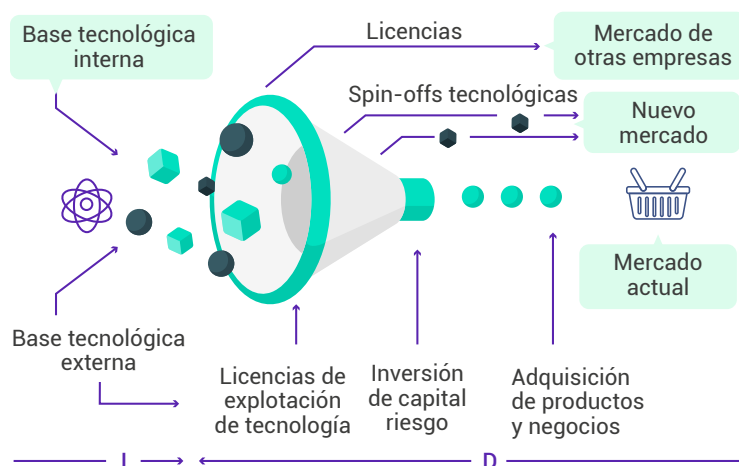 Base tecnológica
interna
Licencias
Mercado de
otras empresas
Spin-offs tecnológicas
Nuevo
mercado
Mercado
actual
Base tecnológica
externa
Licencias de
explotación
de tecnología
Inversión
de capital
riesgo
Adquisición
de productos
y negocios
I
D